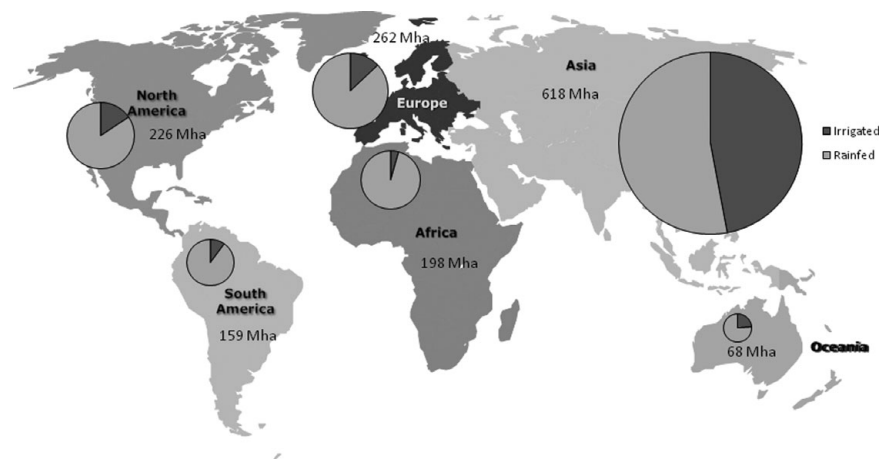 262 Mha
North
America
226 Mha
Europe
Asia
618 Mha
Irrigated
Rainfed
Africa
198 Mha
South
America
159 Mha
68 Mha
Oceania